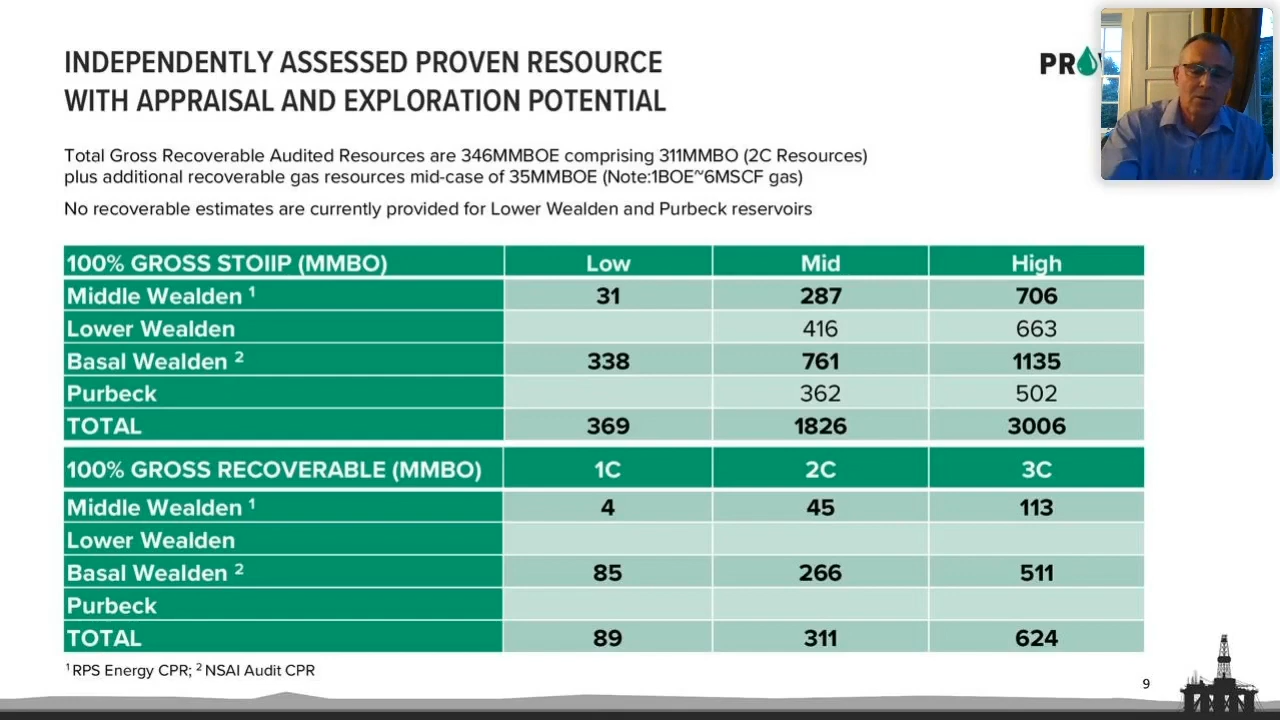 INDEPENDENTLY ASSESSED PROVEN RESOURCE
WITH APPRAISAL AND EXPLORATION POTENTIAL
PR
Total Gross Recoverable Audited Resources are 346MMBOE comprising 311MMBO (2C Resources)
plus additional recoverable gas resources mid-case of 35MMBOE (Note:1BOE~6MSCF gas)
No recoverable estimates are currently provided for Lower Wealden and Purbeck reservoirs
100% GROSS STOIIP (MMBO) Low Mid High
Middle Wealden ¹ 31 287 706
Lower Wealden 416 663
Basal Wealden ² 338 761 1135
Purbeck 362 502
TOTAL 369 1826 3006
100% GROSS RECOVERABLE (MMBO) 1C 2C 3C
Middle Wealden ¹ 4 45 113
Lower Wealden
Basal Wealden ² 85 266 511
Purbeck
TOTAL 89 311 624
¹ RPS Energy CPR; ² NSAI Audit CPR
9